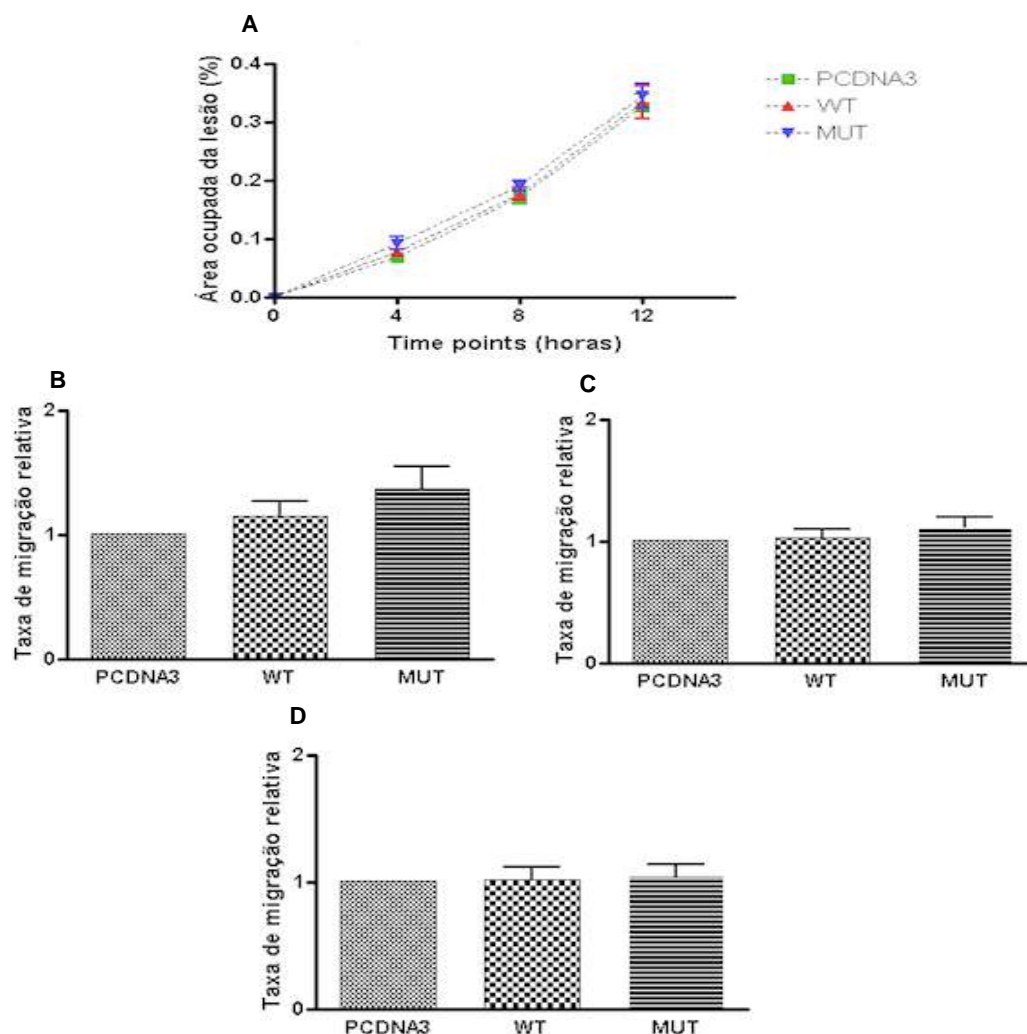 A
Área ocupada da lesão (%)
0.4
0.3
0.2
0.1
0.0
0
4
8
12
Time points (horas)
PCDNA3
WT
MUT
B
Taxa de migração relativa
2
1
0
PCDNA3
WT
MUT
C
Taxa de migração relativa
2
1
0
PCDNA3
WT
MUT
D
Taxa de migração relativa
2
1
0
PCDNA3
WT
MUT